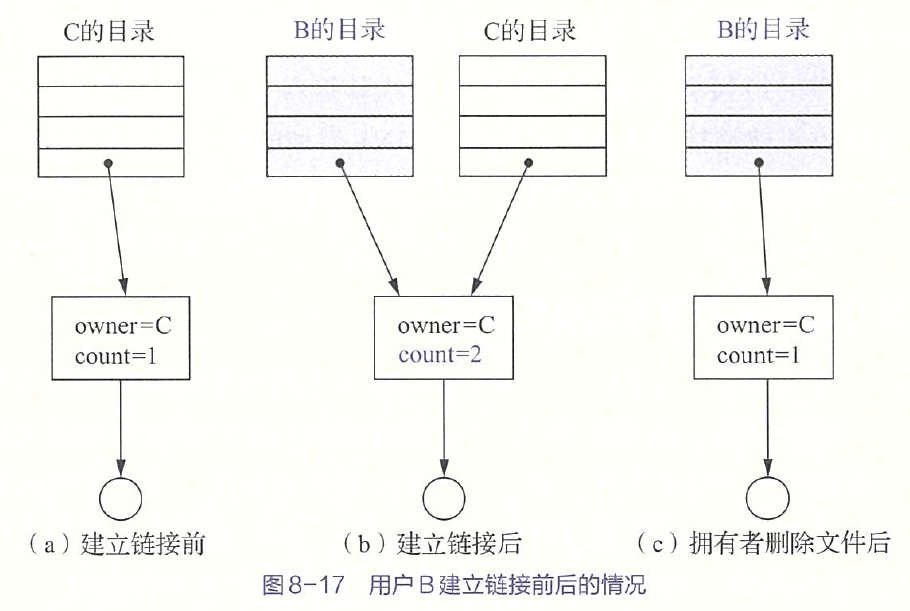 C的目录
B的目录
C的目录
B的目录
owner=C
count=1
owner=C
count=2
owner=C
count=1
（a）建立链接前
（b）建立链接后
（c）拥有者删除文件后
图8-17 用户B建立链接前后的情况